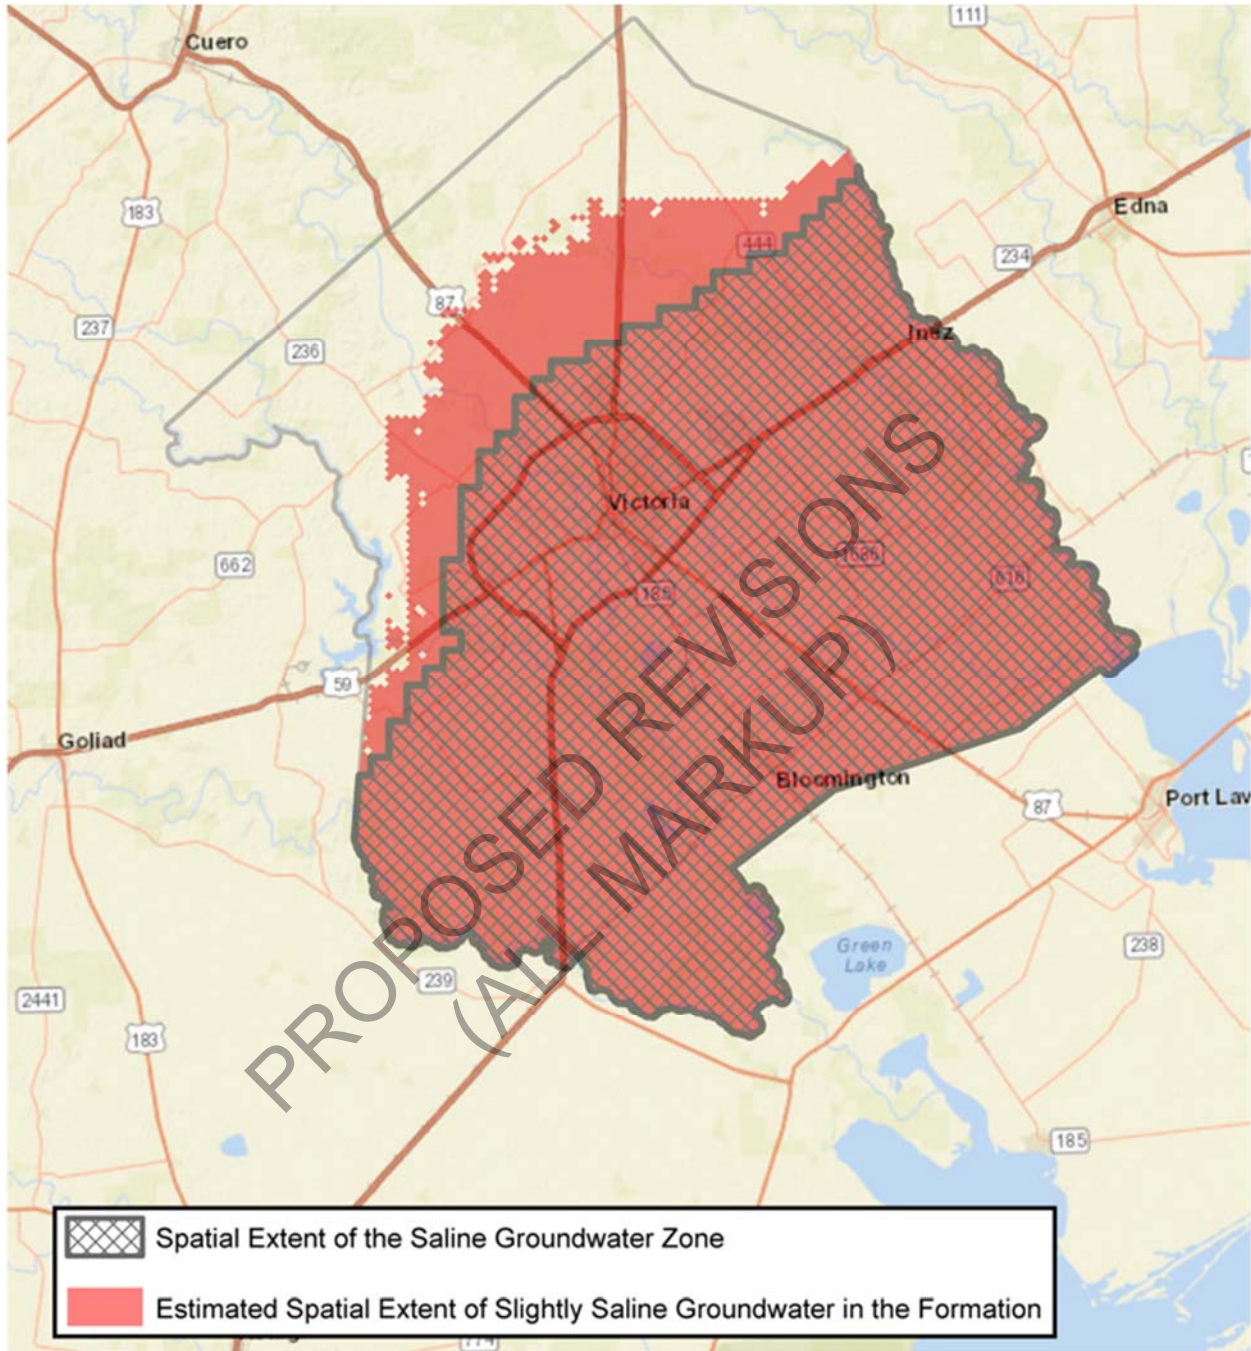 111
Cuero
183
Edna
444
234
87
237
Inez
236
Victoria
1686
616
662
185
59
Goliad
Bloomington
Port Lav
87
Green
Lake
238
239
2441
183
185
PROPOSED REVISIONS
(ALL MARKUP)
Spatial Extent of the Saline Groundwater Zone
Estimated Spatial Extent of Slightly Saline Groundwater in the Formation